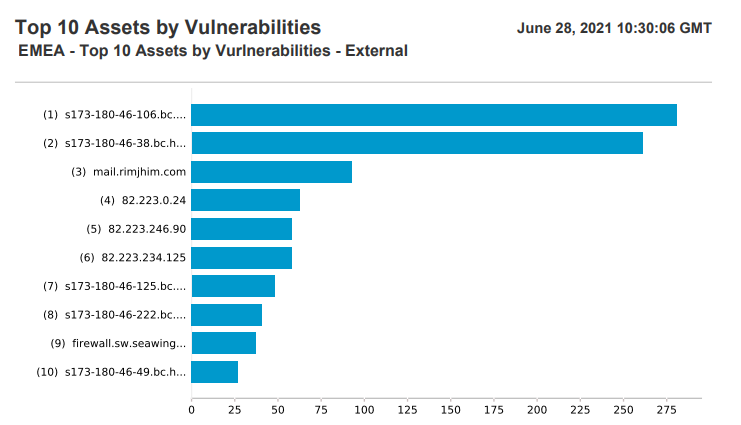 Top 10 Assets by Vulnerabilities
June 28, 2021 10:30:06 GMT
EMEA - Top 10 Assets by Vurlnerabilities - External
(1) s173-180-46-106.bc....
(2) s173-180-46-38.bc.h...
(3) mail.rimjhim.com
(4) 82.223.0.24
(5) 82.223.246.90
(6) 82.223.234.125
(7) s173-180-46-125.bc....
(8) s173-180-46-222.bc....
(9) firewall.sw.seawing...
(10) s173-180-46-49.bc.h...
0 25 50 75 100 125 150 175 200 225 250 275